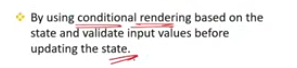 By using conditional rendering based on the
state and validate input values before
updating the state.